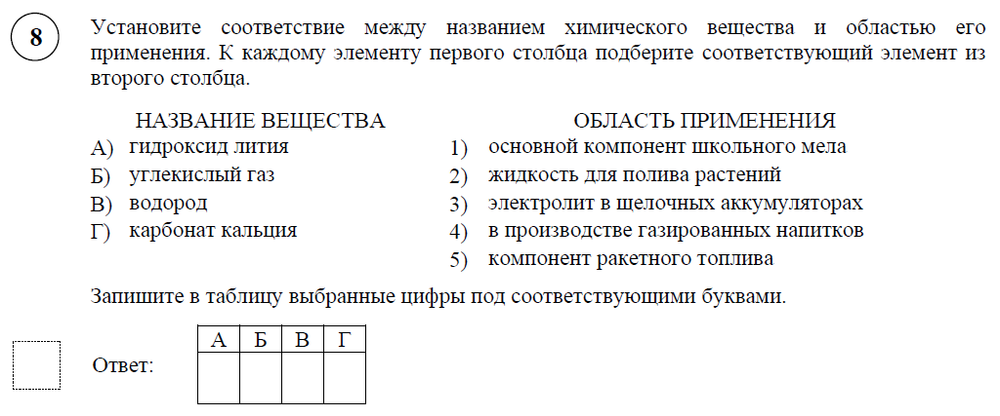 8
Установите соответствие между названием химического вещества и областью его
применения. К каждому элементу первого столбца подберите соответствующий элемент из
второго столбца.
НАЗВАНИЕ ВЕЩЕСТВА ОБЛАСТЬ ПРИМЕНЕНИЯ
А) гидроксид лития 1) основной компонент школьного мела
Б) углекислый газ 2) жидкость для полива растений
В) водород 3) электролит в щелочных аккумуляторах
Г) карбонат кальция 4) в производстве газированных напитков
5) компонент ракетного топлива
Запишите в таблицу выбранные цифры под соответствующими буквами.
А Б В Г
Ответ: